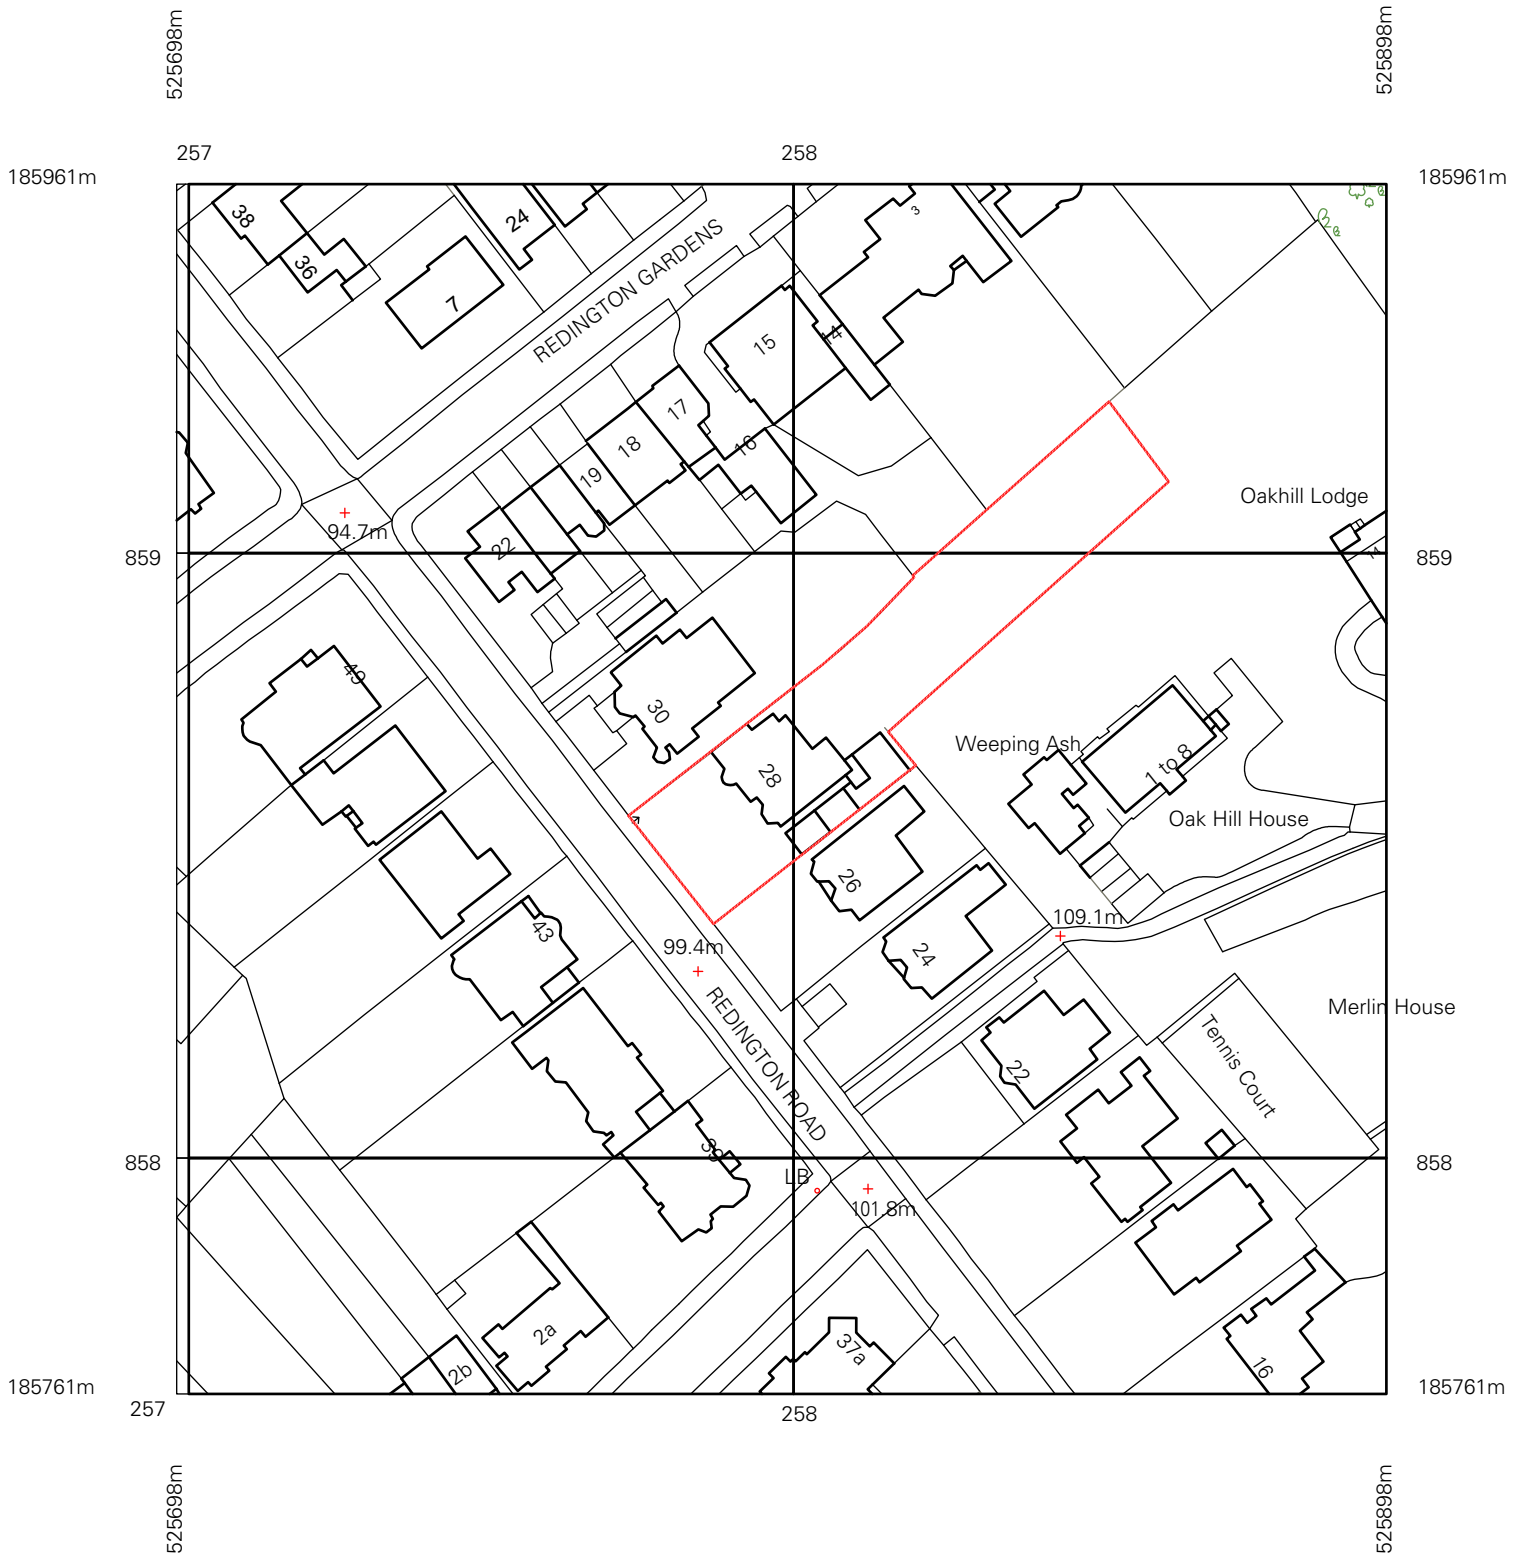 525698m
525898m
257
258
185961m
185961m
38
24
3
36
7
REDINGTON GARDENS
15
14
17
18
16
19
Oakhill Lodge
94.7m
22
859
859
14
49
30
Weeping Ash
28
1 to 8
Oak Hill House
26
109.1m
43
99.4m
24
REDINGTON ROAD
Merlin House
Tennis Court
22
39
858
858
LB
101.8m
2a
37a
2b
16
185761m
185761m
257
258
525698m
525898m